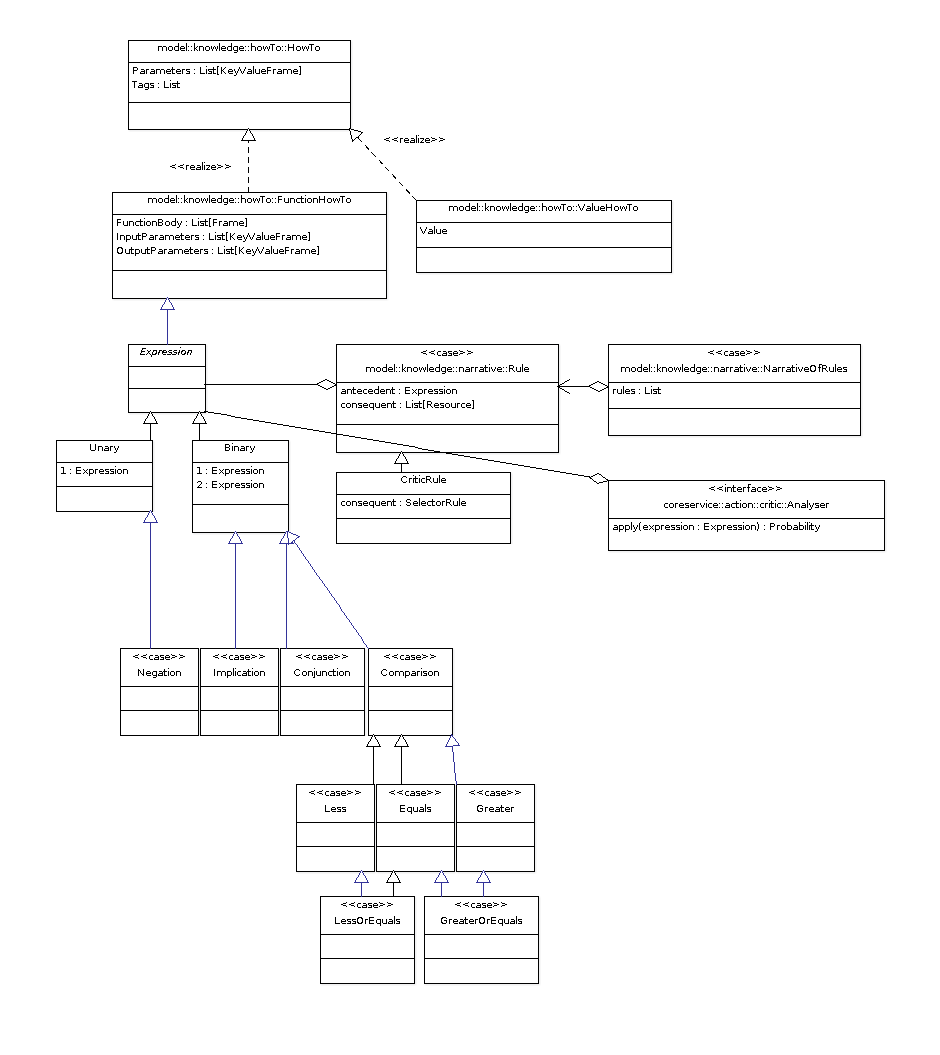 model::knowledge::howTo::HowTo
Parameters : List[KeyValueFrame]
Tags : List
<<realize>>
<<realize>>
model::knowledge::howTo::FunctionHowTo
FunctionBody : List[Frame]
InputParameters : List[KeyValueFrame]
OutputParameters : List[KeyValueFrame]
model::knowledge::howTo::ValueHowTo
Value
Expression
<<case>>
model::knowledge::narrative::Rule
antecedent : Expression
consequent : List[Resource]
<<case>>
model::knowledge::narrative::NarrativeOfRules
rules : List
Unary
1 : Expression
Binary
1 : Expression
2 : Expression
CriticRule
consequent : SelectorRule
<<interface>>
coreservice::action::critic::Analyser
apply(expression : Expression) : Probability
<<case>>
Negation
<<case>>
Implication
<<case>>
Conjunction
<<case>>
Comparison
<<case>>
Less
<<case>>
Equals
<<case>>
Greater
<<case>>
LessOrEquals
<<case>>
GreaterOrEquals